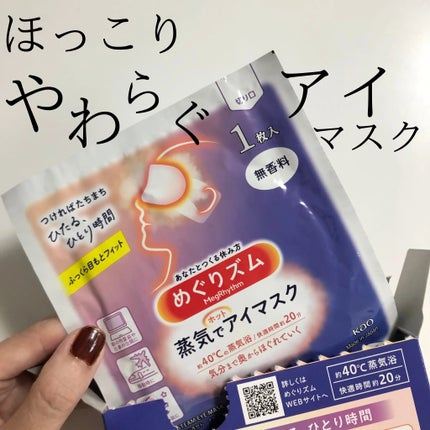 ほっこり
やわらぐ アイ
マスク
切り口
1枚入
無香料
つければたちまち
ひたる、
ひとり時間
ふっくら目もとフィット
あなたとつくる休み方
めぐりズム
MegRhythm
ホット
蒸気でアイマスク
約40℃の蒸気浴/快適時間約20分
気分まで奥からほぐれていく
Kao
Made in Japan
STEAM EYE MASK
詳しくは
めぐりズム
WEBサイトへ
約40℃蒸気浴
快適時間約20分
ひとり時間